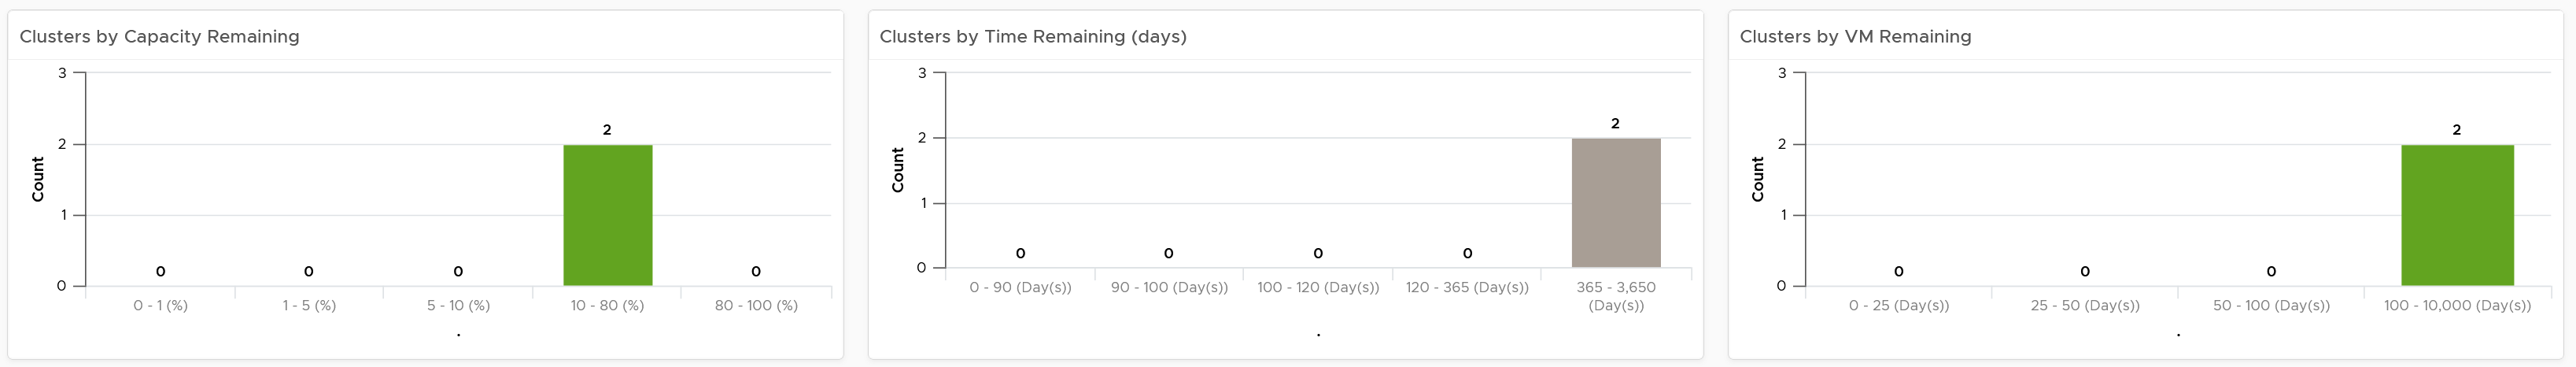 Clusters by Capacity Remaining
3
2
1
0
Count
0
0
0
2
0
0 - 1 (%)
1 - 5 (%)
5 - 10 (%)
10 - 80 (%)
80 - 100 (%)
.
Clusters by Time Remaining (days)
3
2
1
0
Count
0
0
0
0
2
0 - 90 (Day(s))
90 - 100 (Day(s))
100 - 120 (Day(s))
120 - 365 (Day(s))
365 - 3,650
(Day(s))
.
Clusters by VM Remaining
3
2
1
0
Count
0
0
0
2
0 - 25 (Day(s))
25 - 50 (Day(s))
50 - 100 (Day(s))
100 - 10,000 (Day(s))
.